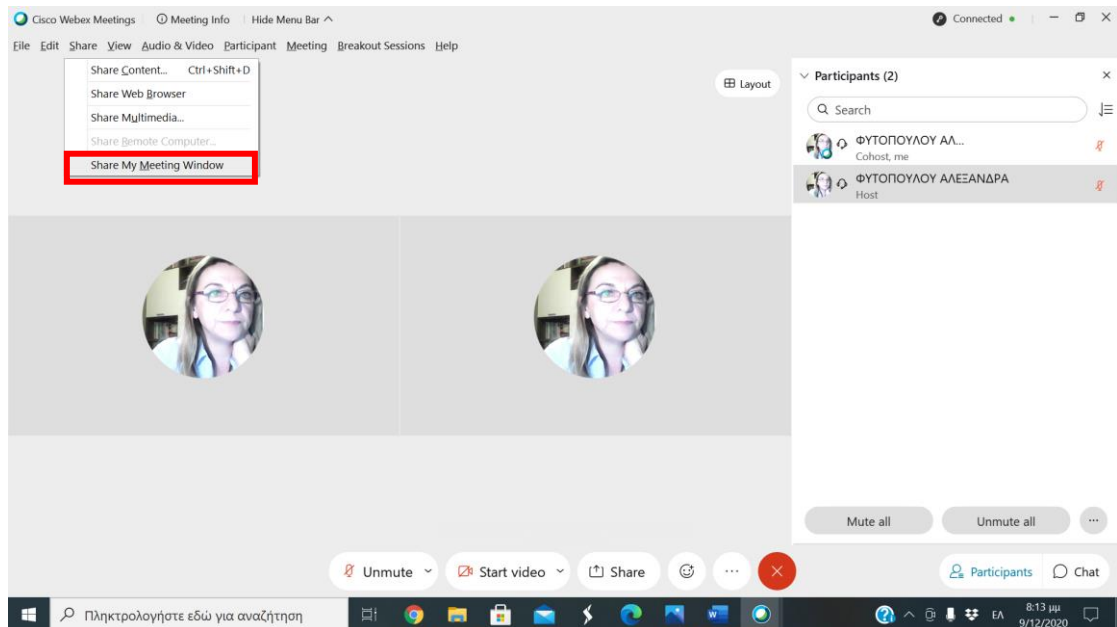 Cisco Webex Meetings Meeting Info Hide Menu Bar
Connected
File Edit Share View Audio & Video Participant Meeting Breakout Sessions Help
Share Content... Ctrl+Shift+D
Share Web Browser
Share Multimedia...
Share Remote Computer...
Share My Meeting Window
Layout
Participants (2)
Search
ΦΥΤΟΠΟΥΛΟΥ ΑΛ...
Cohost, me
ΦΥΤΟΠΟΥΛΟΥ ΑΛΕΞΑΝΔΡΑ
Host
Mute all Unmute all
Unmute Start video Share
Participants Chat
Πληκτρολογήστε εδώ για αναζήτηση
ΕΛ
8:13 μμ
9/12/2020